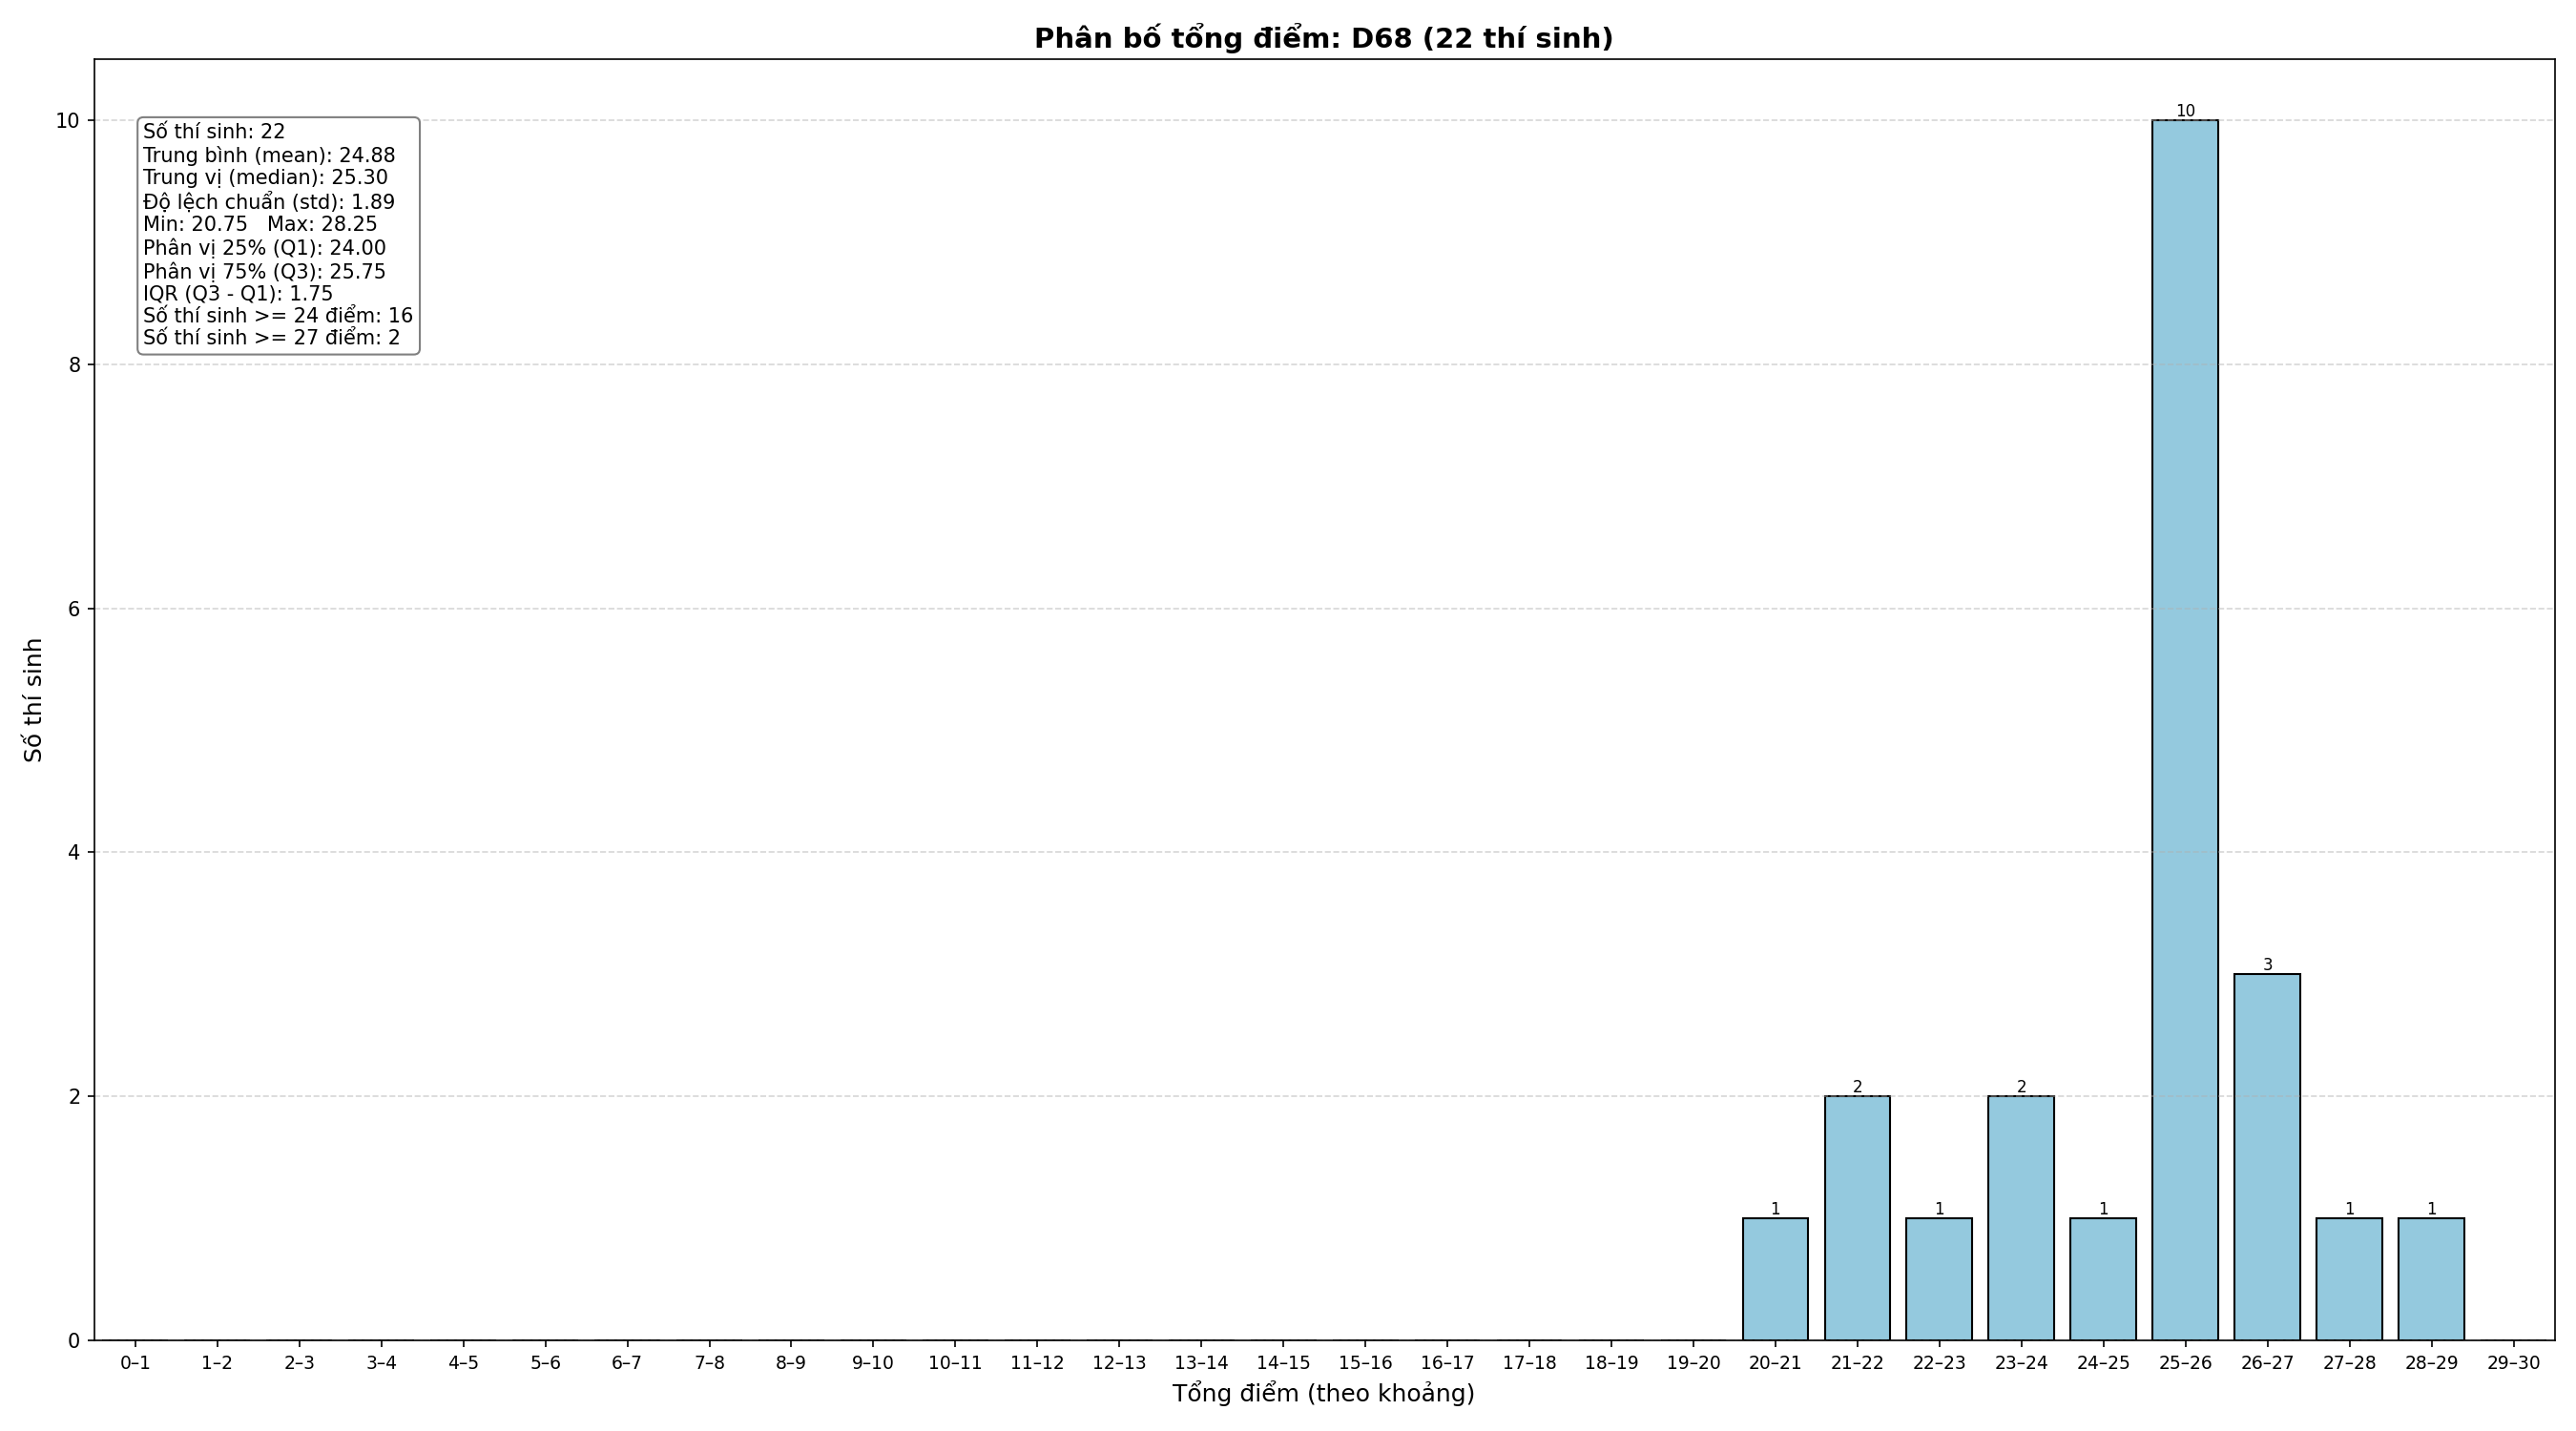 Phân bố tổng điểm: D68 (22 thí sinh)
Số thí sinh: 22
Trung bình (mean): 24.88
Trung vị (median): 25.30
Độ lệch chuẩn (std): 1.89
Min: 20.75   Max: 28.25
Phân vị 25% (Q1): 24.00
Phân vị 75% (Q3): 25.75
IQR (Q3 - Q1): 1.75
Số thí sinh >= 24 điểm: 16
Số thí sinh >= 27 điểm: 2
Số thí sinh
10
8
6
4
2
0
1
2
1
2
1
10
3
1
1
0–1 1–2 2–3 3–4 4–5 5–6 6–7 7–8 8–9 9–10 10–11 11–12 12–13 13–14 14–15 15–16 16–17 17–18 18–19 19–20 20–21 21–22 22–23 23–24 24–25 25–26 26–27 27–28 28–29 29–30
Tổng điểm (theo khoảng)